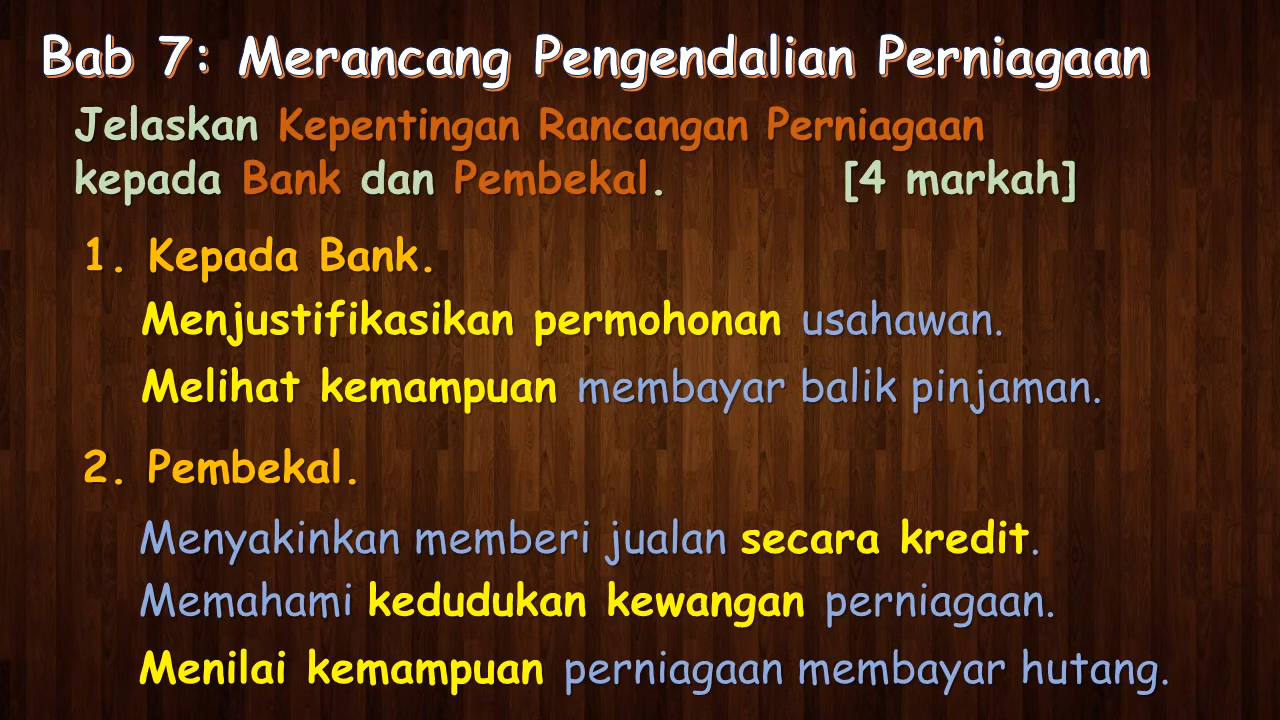 Bab 7: Merancang Pengendalian Perniagaan
Jelaskan Kepentingan Rancangan Perniagaan
kepada Bank dan Pembekal. [4 markah]
1. Kepada Bank.
Menjustifikasikan permohonan usahawan.
Melihat kemampuan membayar balik pinjaman.
2. Pembekal.
Menyakinkan memberi jualan secara kredit.
Memahami kedudukan kewangan perniagaan.
Menilai kemampuan perniagaan membayar hutang.